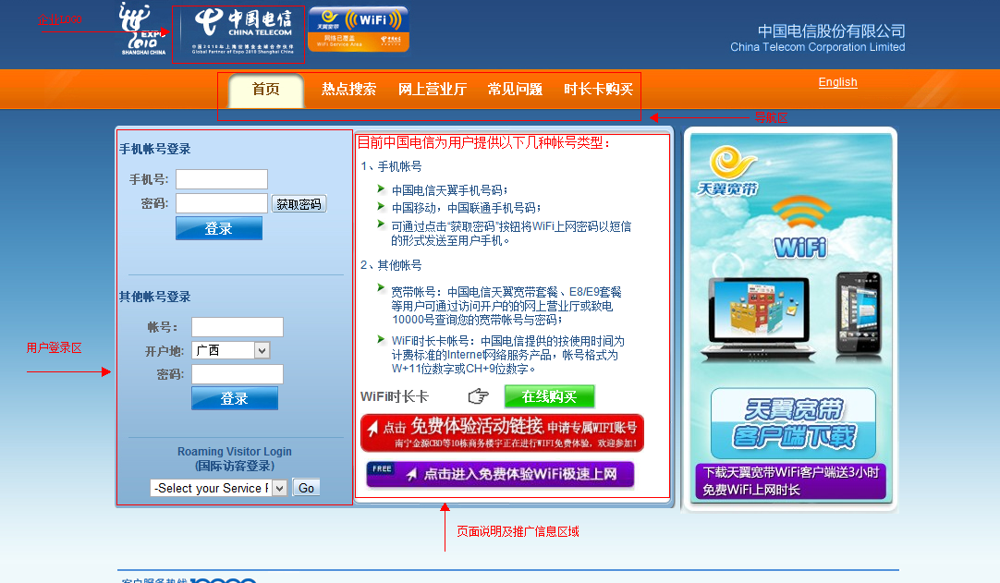 EXPO
2010
SHANGHAI CHINA
中国电信
CHINA TELECOM
中国2010年上海世博会全球合作伙伴
Global Partner of Expo 2010 Shanghai China
天翼宽带 WiFi
网络已覆盖
WiFi Service Area
中国电信
中国电信股份有限公司
China Telecom Corporation Limited
首页 热点搜索 网上营业厅 常见问题 时长卡购买
English
导航区
手机帐号登录
手机号:
密码: 获取密码
登录
其他帐号登录
帐号：
开户地: 广西
密码:
登录
Roaming Visitor Login
(国际访客登录)
-Select your Service F Go
用户登录区
目前中国电信为用户提供以下几种帐号类型：
1、手机帐号
中国电信天翼手机号码；
中国移动，中国联通手机号码；
可通过点击“获取密码”按钮将WiFi上网密码以短信
的形式发送至用户手机。
2、其他帐号
宽带帐号：中国电信天翼宽带套餐、E8/E9套餐
等用户可通过访问开户的的网上营业厅或致电
10000号查询您的宽带帐号与密码；
WiFi时长卡帐号：中国电信提供的按使用时间为
计费标准的Internet网络服务产品，帐号格式为
W+11位数字或CH+9位数字。
WiFi时长卡 在线购买
点击 免费体验活动链接,申请专属WIFI账号
南宁金源CBD等10栋商务楼宇正在进行WIFI免费体验，欢迎参加!
FREE 点击进入免费体验WiFi极速上网
页面说明及推广信息区域
天翼宽带
WiFi
天翼宽带
客户端下载
下载天翼宽带WiFi客户端送3小时
免费WiFi上网时长
客户服务热线 10000